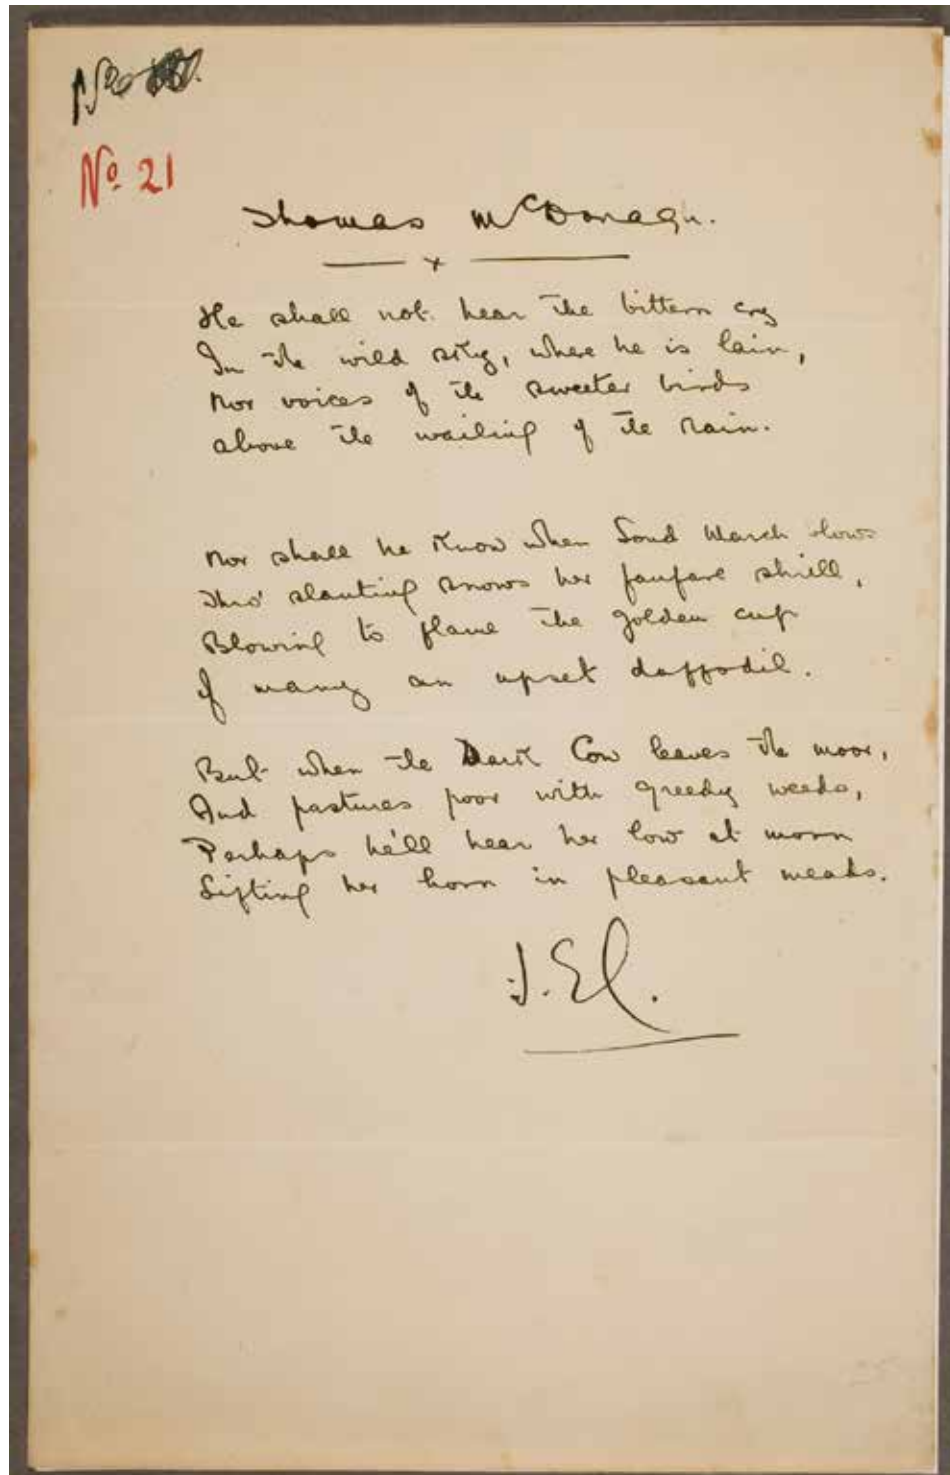 No
No. 21
Thomas McDonagh.
x
He shall not hear the bittern cry
In the wild sky, where he is lain,
Nor voices of the sweeter birds
above the wailing of the rain.
Nor shall he know when Loud March blows
Thro' slanting snows her fanfare shrill,
Blowing to flame the golden cup
Of many an upset daffodil.
But when the Dark Cow leaves the moor,
And pastures poor with greedy weeds,
Perhaps he'll hear her low at morn
Lifting her horn in pleasant meads.